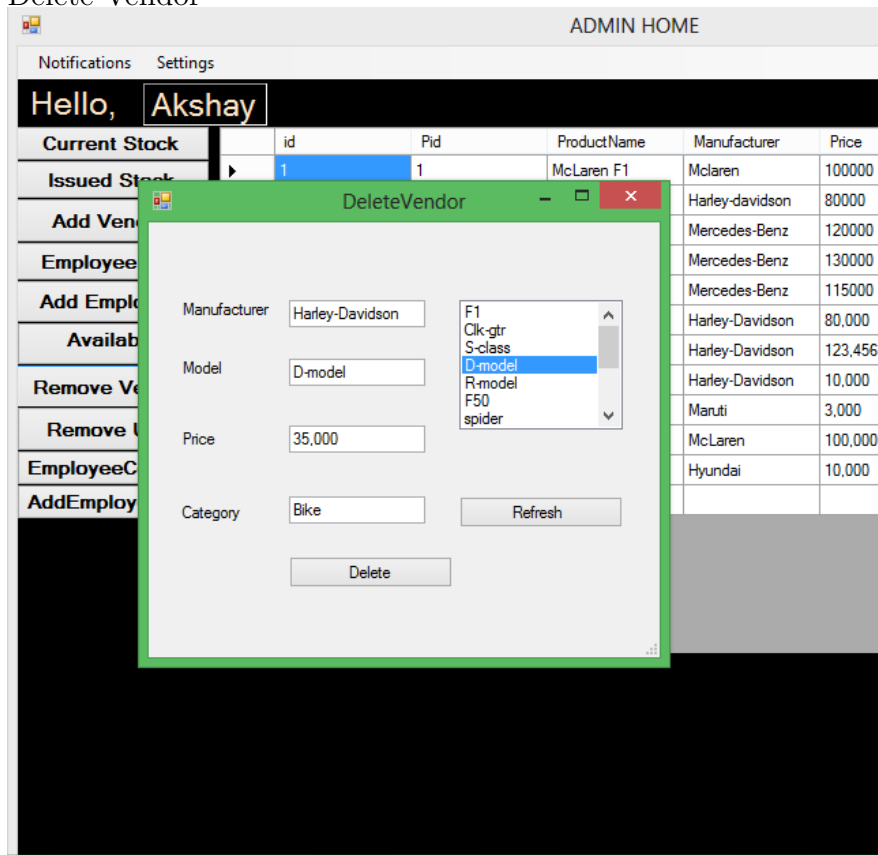 Delete Vendor
ADMIN HOME
Notifications Settings
Hello, Akshay
Current Stock
Issued Stock
Add Ven
Employee
Add Emplo
Availab
Remove Ve
Remove U
EmployeeC
AddEmploy
id Pid ProductName Manufacturer Price
1 1 McLaren F1 Mclaren 100000
Harley-davidson 80000
Mercedes-Benz 120000
Mercedes-Benz 130000
Mercedes-Benz 115000
Harley-Davidson 80,000
Harley-Davidson 123,456
Harley-Davidson 10,000
Maruti 3,000
McLaren 100,000
Hyundai 10,000
DeleteVendor
Manufacturer Harley-Davidson
Model D-model
Price 35,000
Category Bike
F1
Clk-gtr
S-class
D-model
R-model
F50
spider
Refresh
Delete